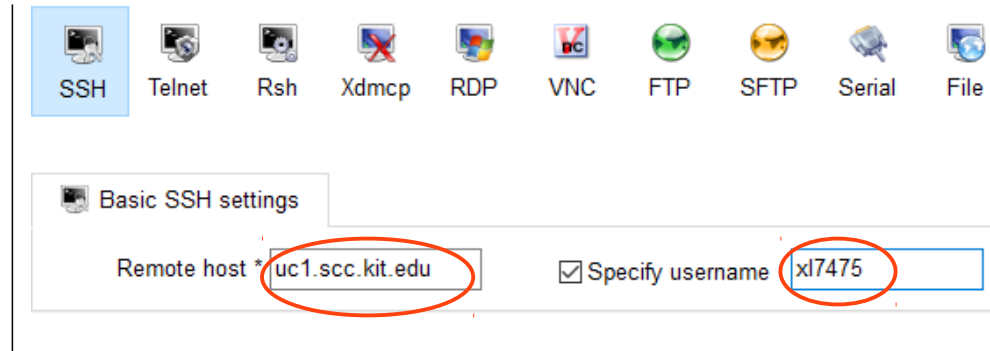 SSH Telnet Rsh Xdmcp RDP VNC FTP SFTP Serial File
Basic SSH settings
Remote host * uc1.scc.kit.edu Specify username xl7475